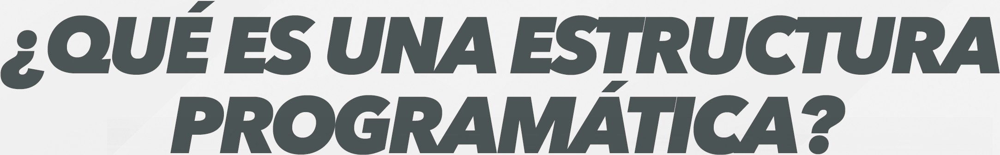 ¿QUÉ ES UNA ESTRUCTURA
PROGRAMÁTICA?